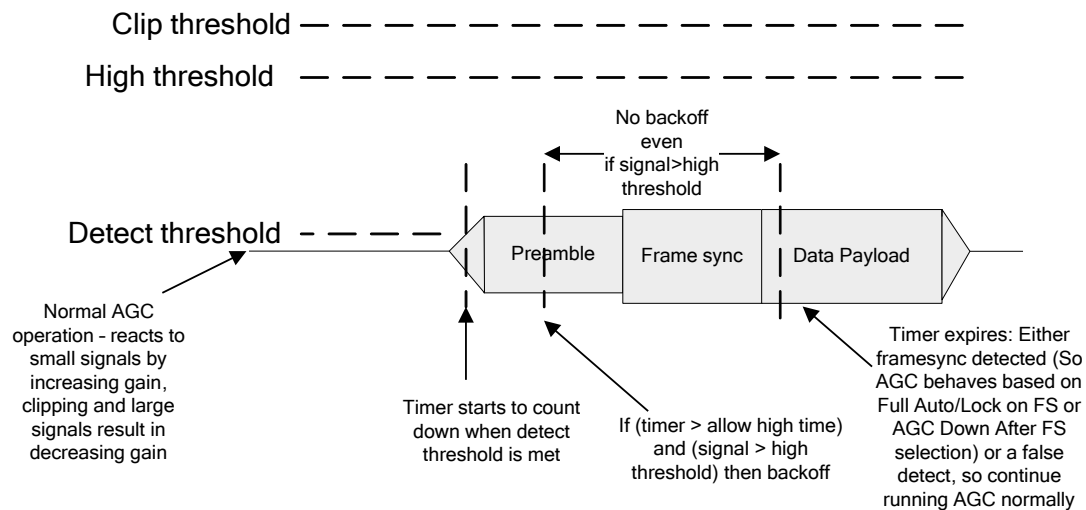 Clip threshold
High threshold
No backoff
even
if signal>high
threshold
Detect threshold
Preamble
Frame sync
Data Payload
Normal AGC
operation - reacts to
small signals by
increasing gain,
clipping and large
signals result in
decreasing gain
Timer starts to count
down when detect
threshold is met
If (timer > allow high time)
and (signal > high
threshold) then backoff
Timer expires: Either
framesync detected (So
AGC behaves based on
Full Auto/Lock on FS or
AGC Down After FS
selection) or a false
detect, so continue
running AGC normally